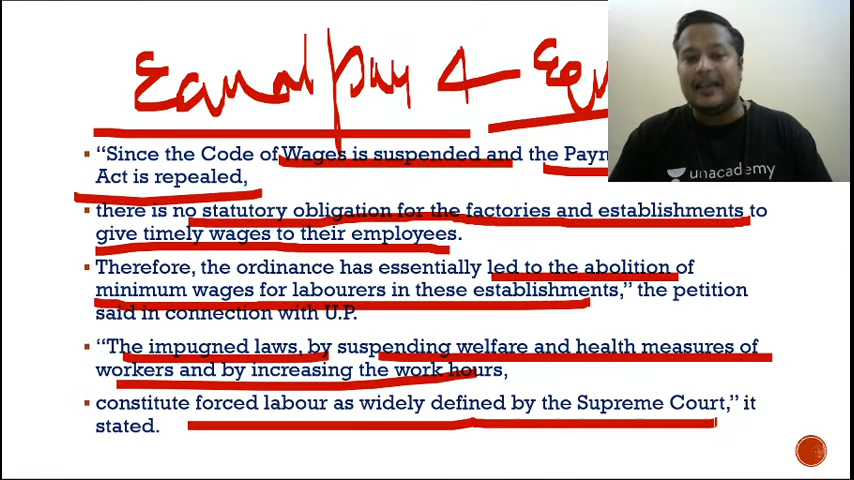 Equal pay 4
"Since the Code of Wages is suspended and the
Act is repealed,
there is no statutory obligation for the factories and establishments to
give timely wages to their employees.
Therefore, the ordinance has essentially led to the abolition of
minimum wages for labourers in these establishments," the petition
said in connection with U.P.
"The impugned laws, by suspending welfare and health measures of
workers and by increasing the work hours,
constitute forced labour as widely defined by the Supreme Court," it
stated.
unacademy